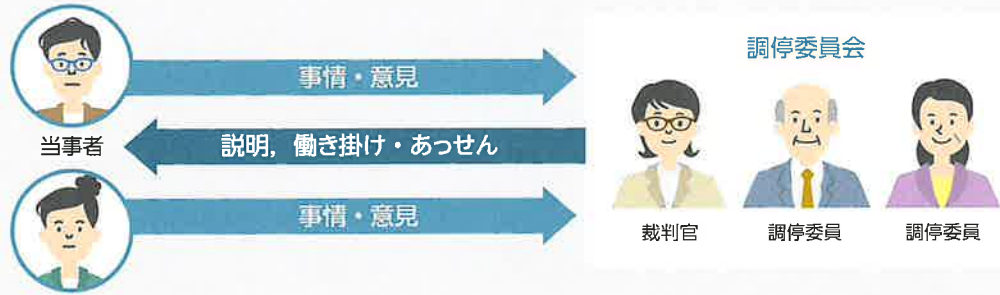 調停委員会
事情・意見
当事者
説明，働き掛け・あっせん
事情・意見
裁判官
調停委員
調停委員